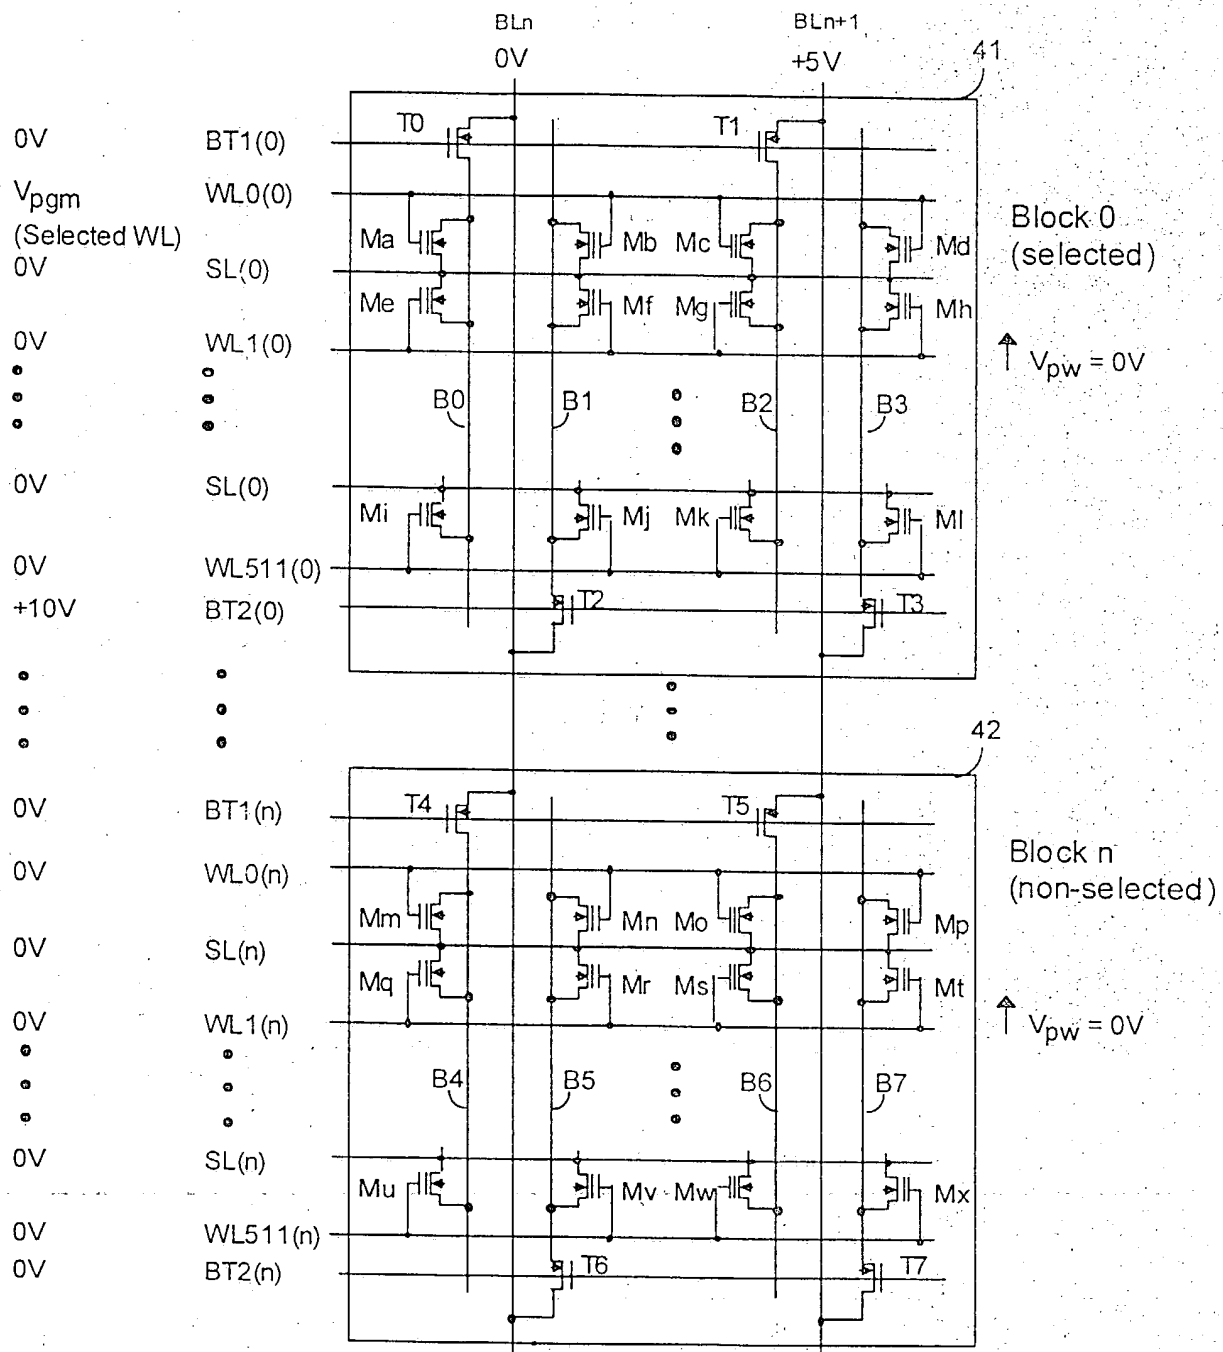 BLn BLn+1
0V +5V
41
T0 T1
0V BT1(0)
Vpgm WL0(0)
(Selected WL)
Block 0
(selected)
Ma Mb Mc Md
0V SL(0)
Me Mf Mg Mh
0V WL1(0)
Vpw = 0V
B0 B1 B2 B3
0V SL(0)
Mi Mj Mk Ml
0V WL511(0)
+10V BT2(0)
T2 T3
42
T4 T5
0V BT1(n)
0V WL0(n)
Block n
(non-selected)
Mm Mn Mo Mp
0V SL(n)
Mq Mr Ms Mt
0V WL1(n)
Vpw = 0V
B4 B5 B6 B7
0V SL(n)
Mu Mv Mw Mx
0V WL511(n)
0V BT2(n)
T6 T7